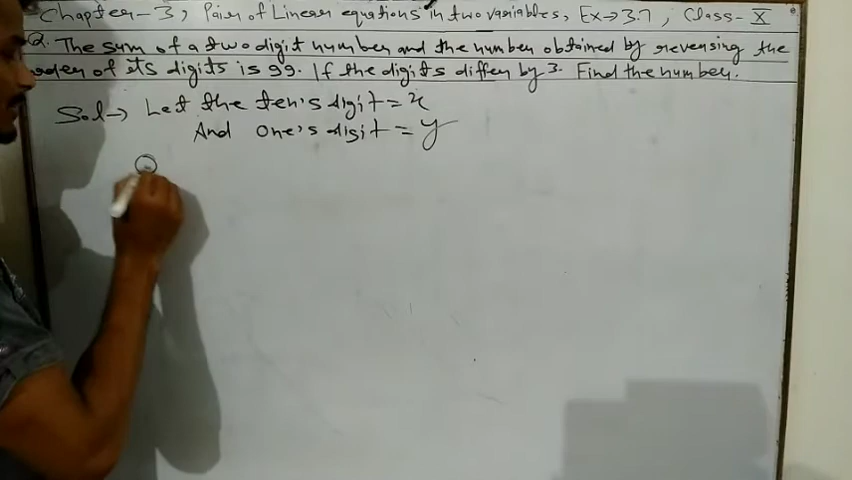 Chapter-3, Pair of Linear equations in two variables, Ex→3.7, Class-X
Q. The sum of a two digit number and the number obtained by reversing the
order of its digits is 99. If the digits differ by 3. Find the number.
Sol→ Let the ten's digit = x
And one's digit = y